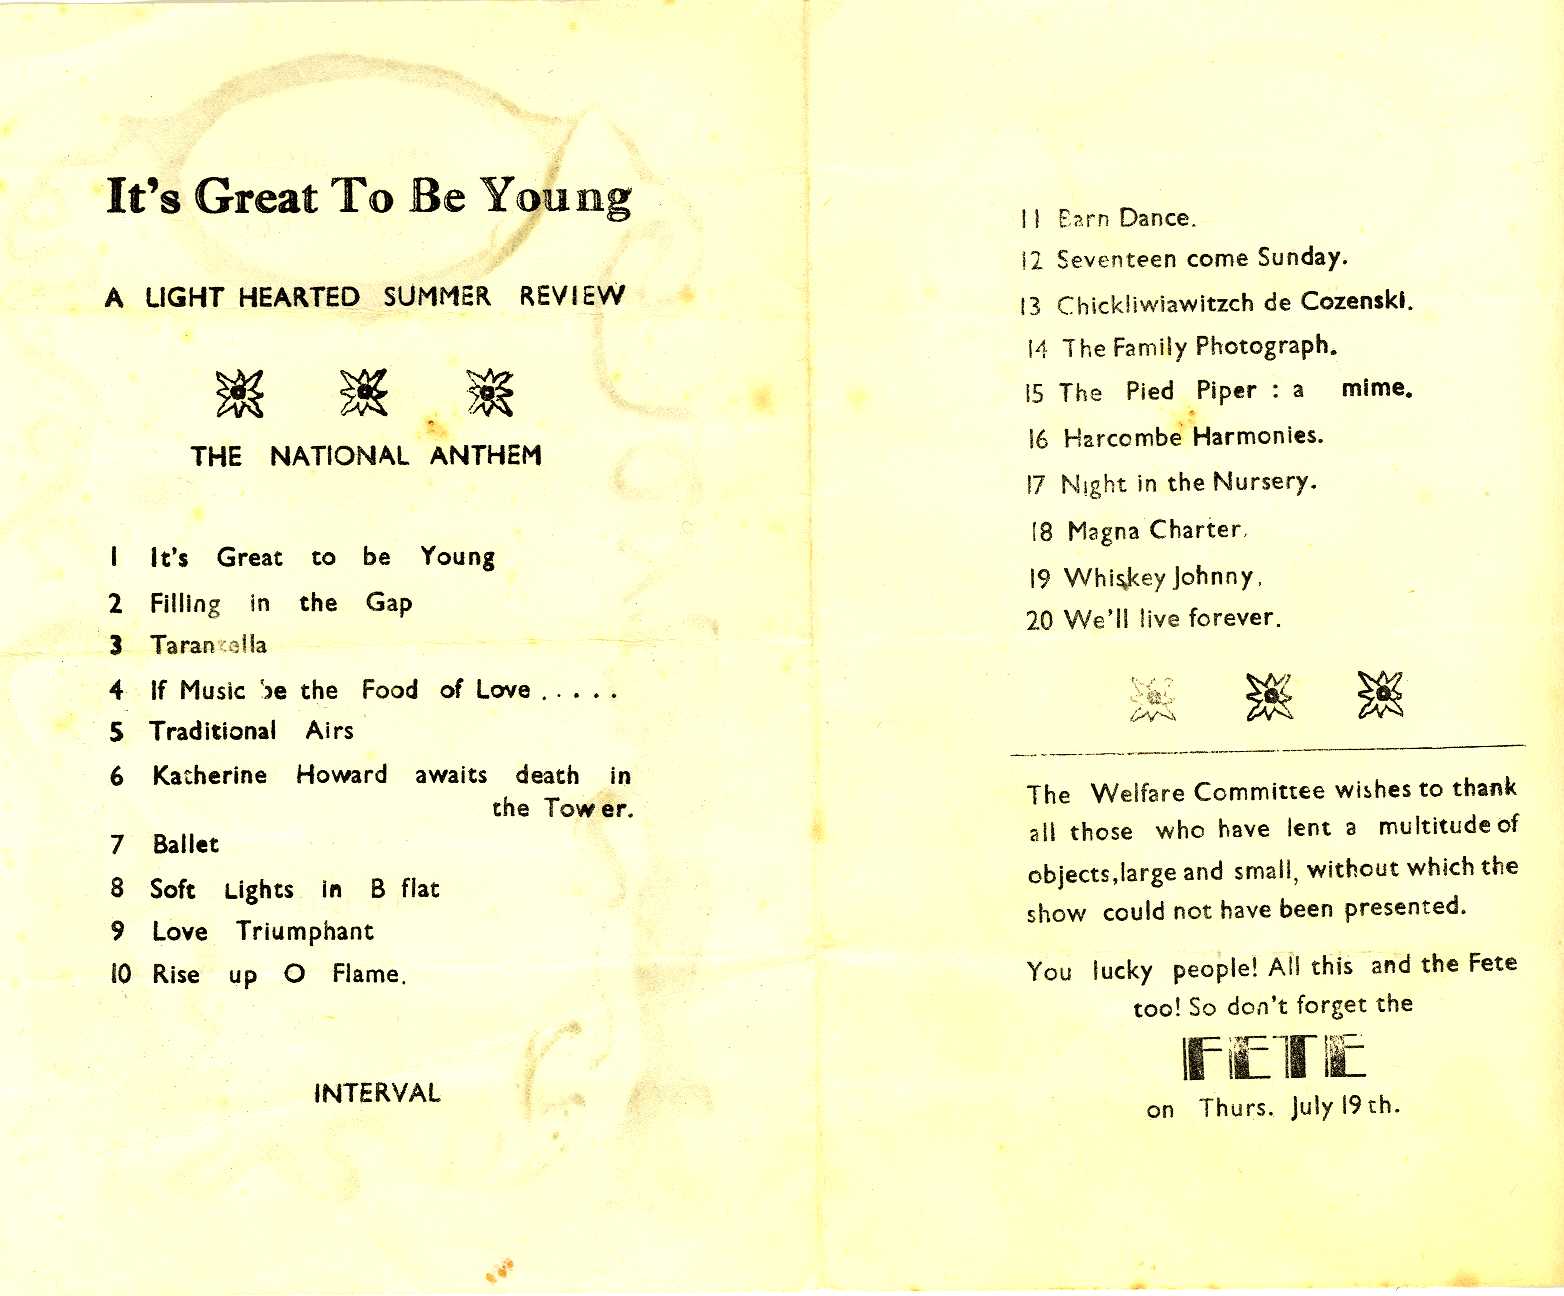 It's Great To Be Young
A LIGHT HEARTED SUMMER REVIEW
THE NATIONAL ANTHEM
1 It's Great to be Young
2 Filling in the Gap
3 Tarantella
4 If Music be the Food of Love . . . . .
5 Traditional Airs
6 Katherine Howard awaits death in
the Tower.
7 Ballet
8 Soft Lights in B flat
9 Love Triumphant
10 Rise up O Flame.
INTERVAL
11 Barn Dance.
12 Seventeen come Sunday.
13 Chickliwiawitzch de Cozenski.
14 The Family Photograph.
15 The Pied Piper : a mime.
16 Harcombe Harmonies.
17 Night in the Nursery.
18 Magna Charter.
19 Whiskey Johnny.
20 We'll live forever.
The Welfare Committee wishes to thank
all those who have lent a multitude of
objects, large and small, without which the
show could not have been presented.
You lucky people! All this and the Fete
too! So don't forget the
FETE
on Thurs. July 19th.